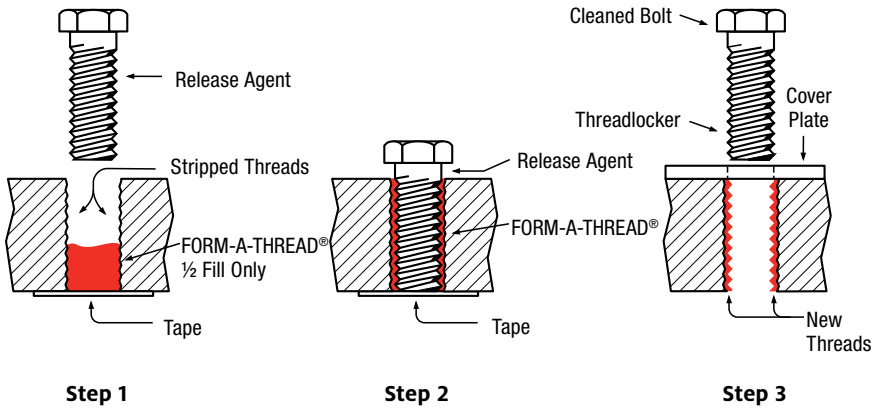 Release Agent
Stripped Threads
FORM-A-THREAD®
½ Fill Only
Tape
Step 1
Release Agent
FORM-A-THREAD®
Tape
Step 2
Cleaned Bolt
Threadlocker
Cover
Plate
New
Threads
Step 3